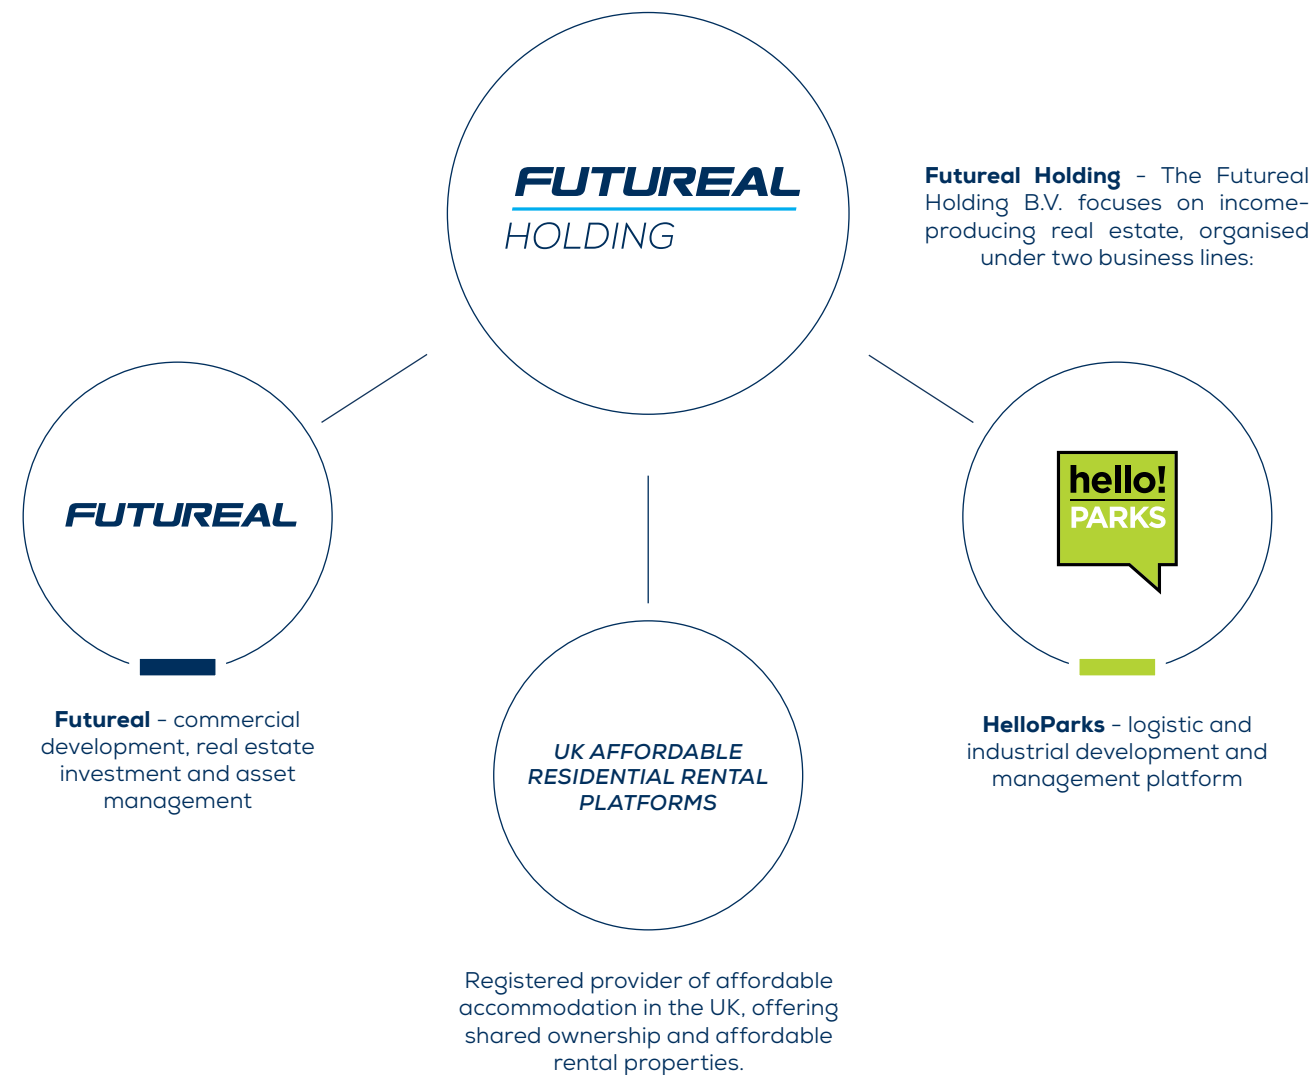 FUTUREAL
HOLDING
Futureal Holding - The Futureal
Holding B.V. focuses on income-
producing real estate, organised
under two business lines:
FUTUREAL
hello!
PARKS
Futureal - commercial
development, real estate
investment and asset
management
HelloParks - logistic and
industrial development and
management platform
UK AFFORDABLE
RESIDENTIAL RENTAL
PLATFORMS
Registered provider of affordable
accommodation in the UK, offering
shared ownership and affordable
rental properties.